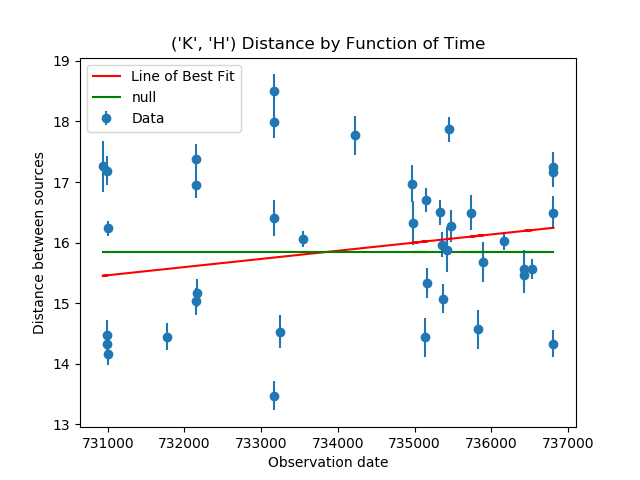 ('K', 'H') Distance by Function of Time
Line of Best Fit
null
Data
Distance between sources
19
18
17
16
15
14
13
731000 732000 733000 734000 735000 736000 737000
Observation date